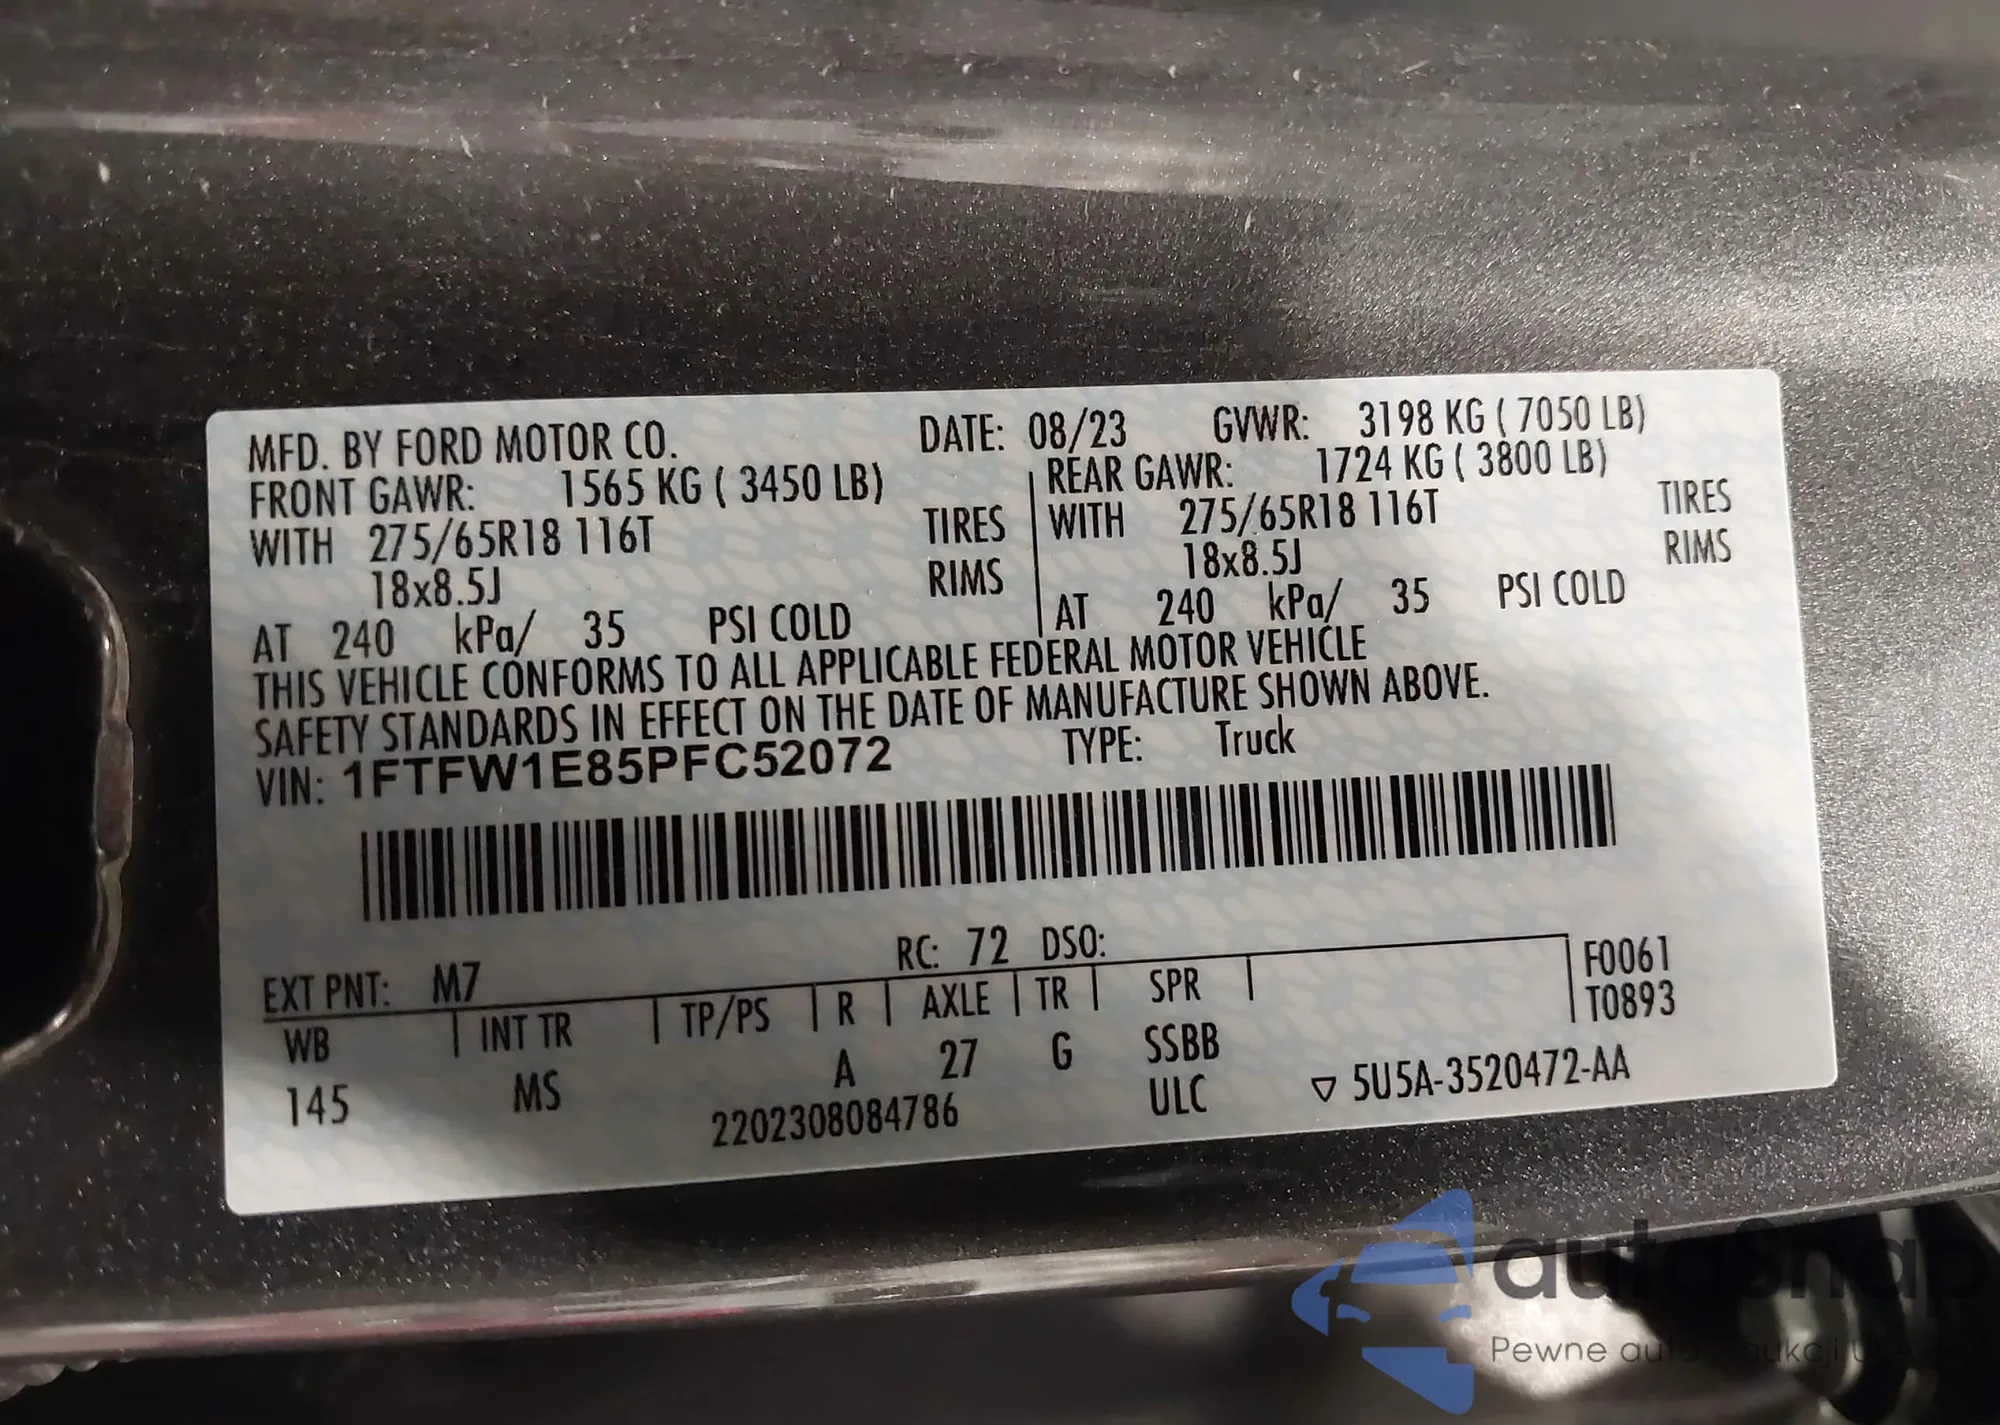 MFD. BY FORD MOTOR CO. DATE: 08/23 GVWR: 3198 KG ( 7050 LB)
FRONT GAWR: 1565 KG ( 3450 LB) REAR GAWR: 1724 KG ( 3800 LB)
WITH 275/65R18 116T TIRES WITH 275/65R18 116T TIRES
18x8.5J RIMS 18x8.5J RIMS
AT 240 kPa/ 35 PSI COLD AT 240 kPa/ 35 PSI COLD
THIS VEHICLE CONFORMS TO ALL APPLICABLE FEDERAL MOTOR VEHICLE
SAFETY STANDARDS IN EFFECT ON THE DATE OF MANUFACTURE SHOWN ABOVE.
VIN: 1FTFW1E85PFC52072 TYPE: Truck
EXT PNT: M7 RC: 72 DSO:
WB INT TR TP/PS R AXLE TR SPR F0061
T0893
145 MS A 27 G SSBB
2202308084786 ULC ▽ 5U5A-3520472-AA
autoSnap
Pewne auta